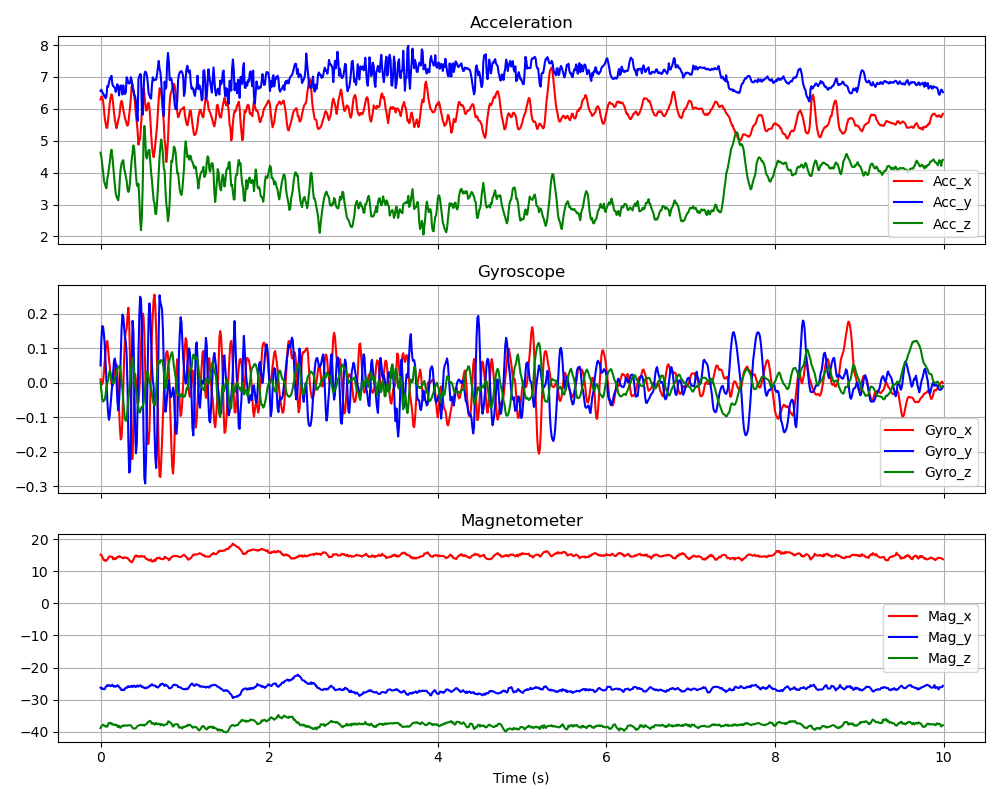 Acceleration
8
7
6
5
4
3
2
Acc_x
Acc_y
Acc_z
Gyroscope
0.2
0.1
0.0
−0.1
−0.2
−0.3
Gyro_x
Gyro_y
Gyro_z
Magnetometer
20
10
0
−10
−20
−30
−40
Mag_x
Mag_y
Mag_z
0 2 4 6 8 10
Time (s)